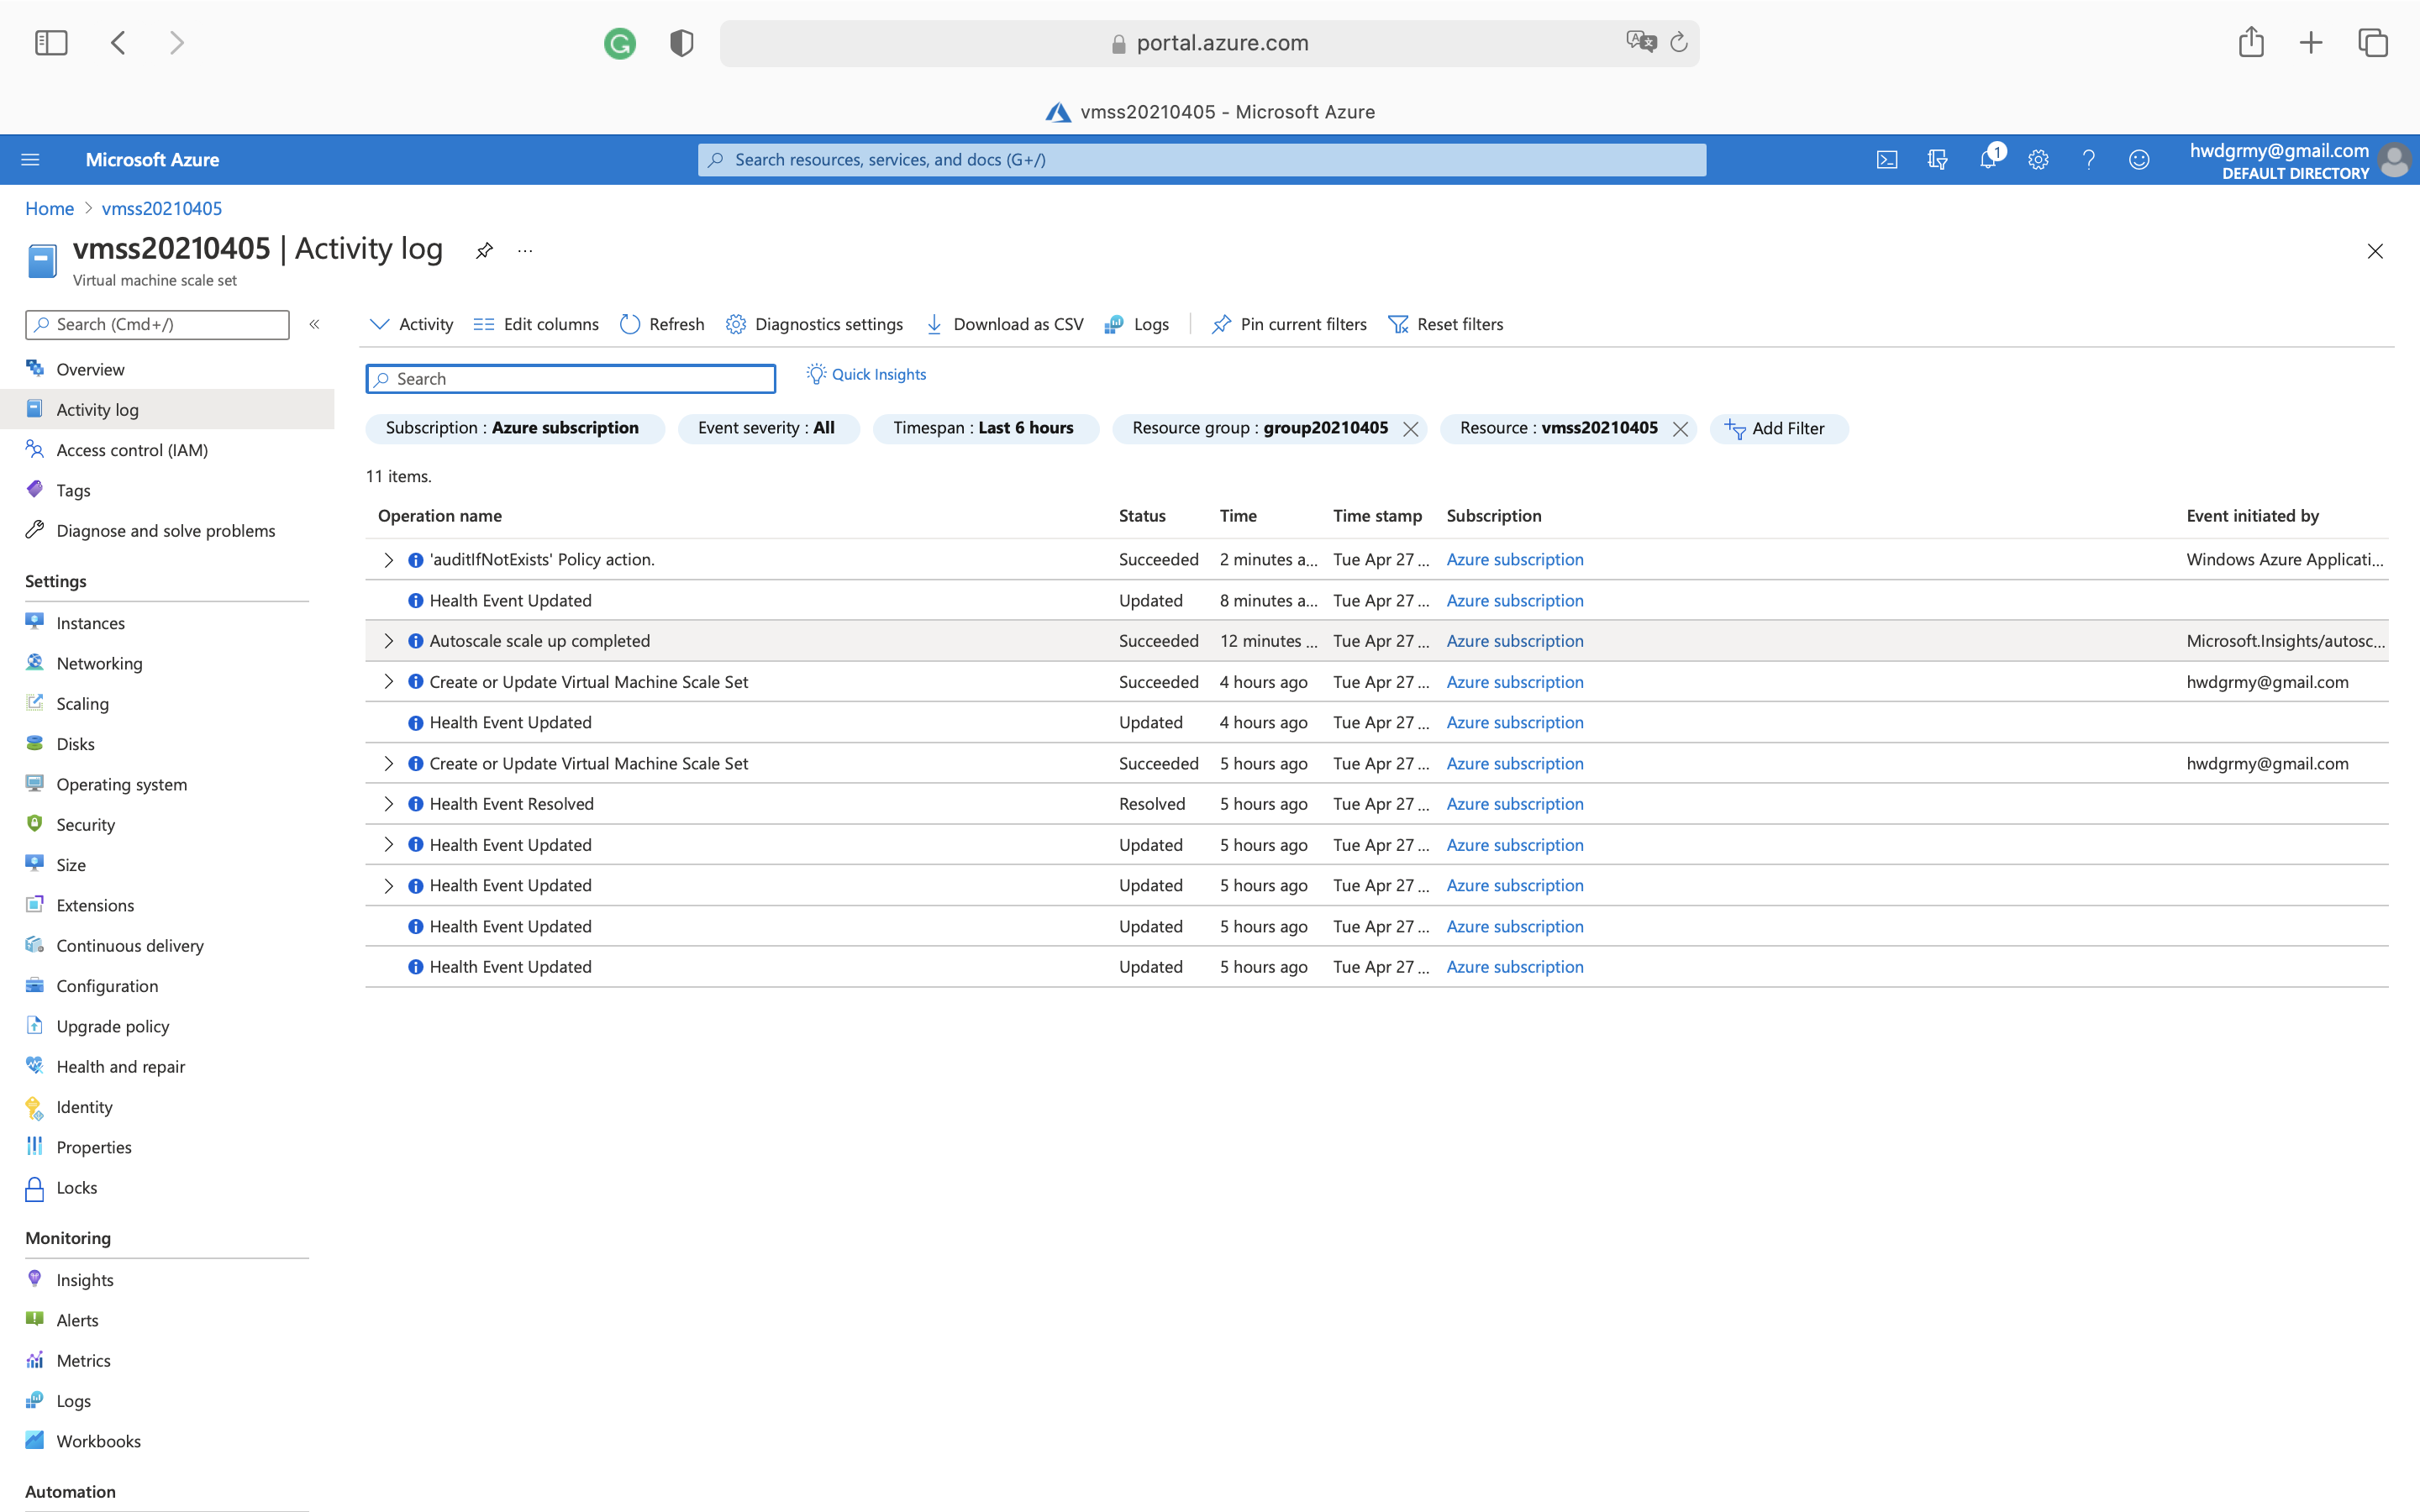 portal.azure.com
vmss20210405 - Microsoft Azure
Microsoft Azure
Search resources, services, and docs (G+/)
1
hwdgrmy@gmail.com
DEFAULT DIRECTORY
Home > vmss20210405
vmss20210405 | Activity log
...
Virtual machine scale set
Search (Cmd+/)
«
Activity Edit columns Refresh Diagnostics settings Download as CSV Logs Pin current filters Reset filters
Search
Quick Insights
Subscription : Azure subscription Event severity : All Timespan : Last 6 hours Resource group : group20210405 Resource : vmss20210405 Add Filter
11 items.
Operation name Status Time Time stamp Subscription Event initiated by
'auditIfNotExists' Policy action. Succeeded 2 minutes a... Tue Apr 27 ... Azure subscription Windows Azure Applicati...
Health Event Updated Updated 8 minutes a... Tue Apr 27 ... Azure subscription
Autoscale scale up completed Succeeded 12 minutes ... Tue Apr 27 ... Azure subscription Microsoft.Insights/autosc...
Create or Update Virtual Machine Scale Set Succeeded 4 hours ago Tue Apr 27 ... Azure subscription hwdgrmy@gmail.com
Health Event Updated Updated 4 hours ago Tue Apr 27 ... Azure subscription
Create or Update Virtual Machine Scale Set Succeeded 5 hours ago Tue Apr 27 ... Azure subscription hwdgrmy@gmail.com
Health Event Resolved Resolved 5 hours ago Tue Apr 27 ... Azure subscription
Health Event Updated Updated 5 hours ago Tue Apr 27 ... Azure subscription
Health Event Updated Updated 5 hours ago Tue Apr 27 ... Azure subscription
Health Event Updated Updated 5 hours ago Tue Apr 27 ... Azure subscription
Health Event Updated Updated 5 hours ago Tue Apr 27 ... Azure subscription
Overview
Activity log
Access control (IAM)
Tags
Diagnose and solve problems
Settings
Instances
Networking
Scaling
Disks
Operating system
Security
Size
Extensions
Continuous delivery
Configuration
Upgrade policy
Health and repair
Identity
Properties
Locks
Monitoring
Insights
Alerts
Metrics
Logs
Workbooks
Automation